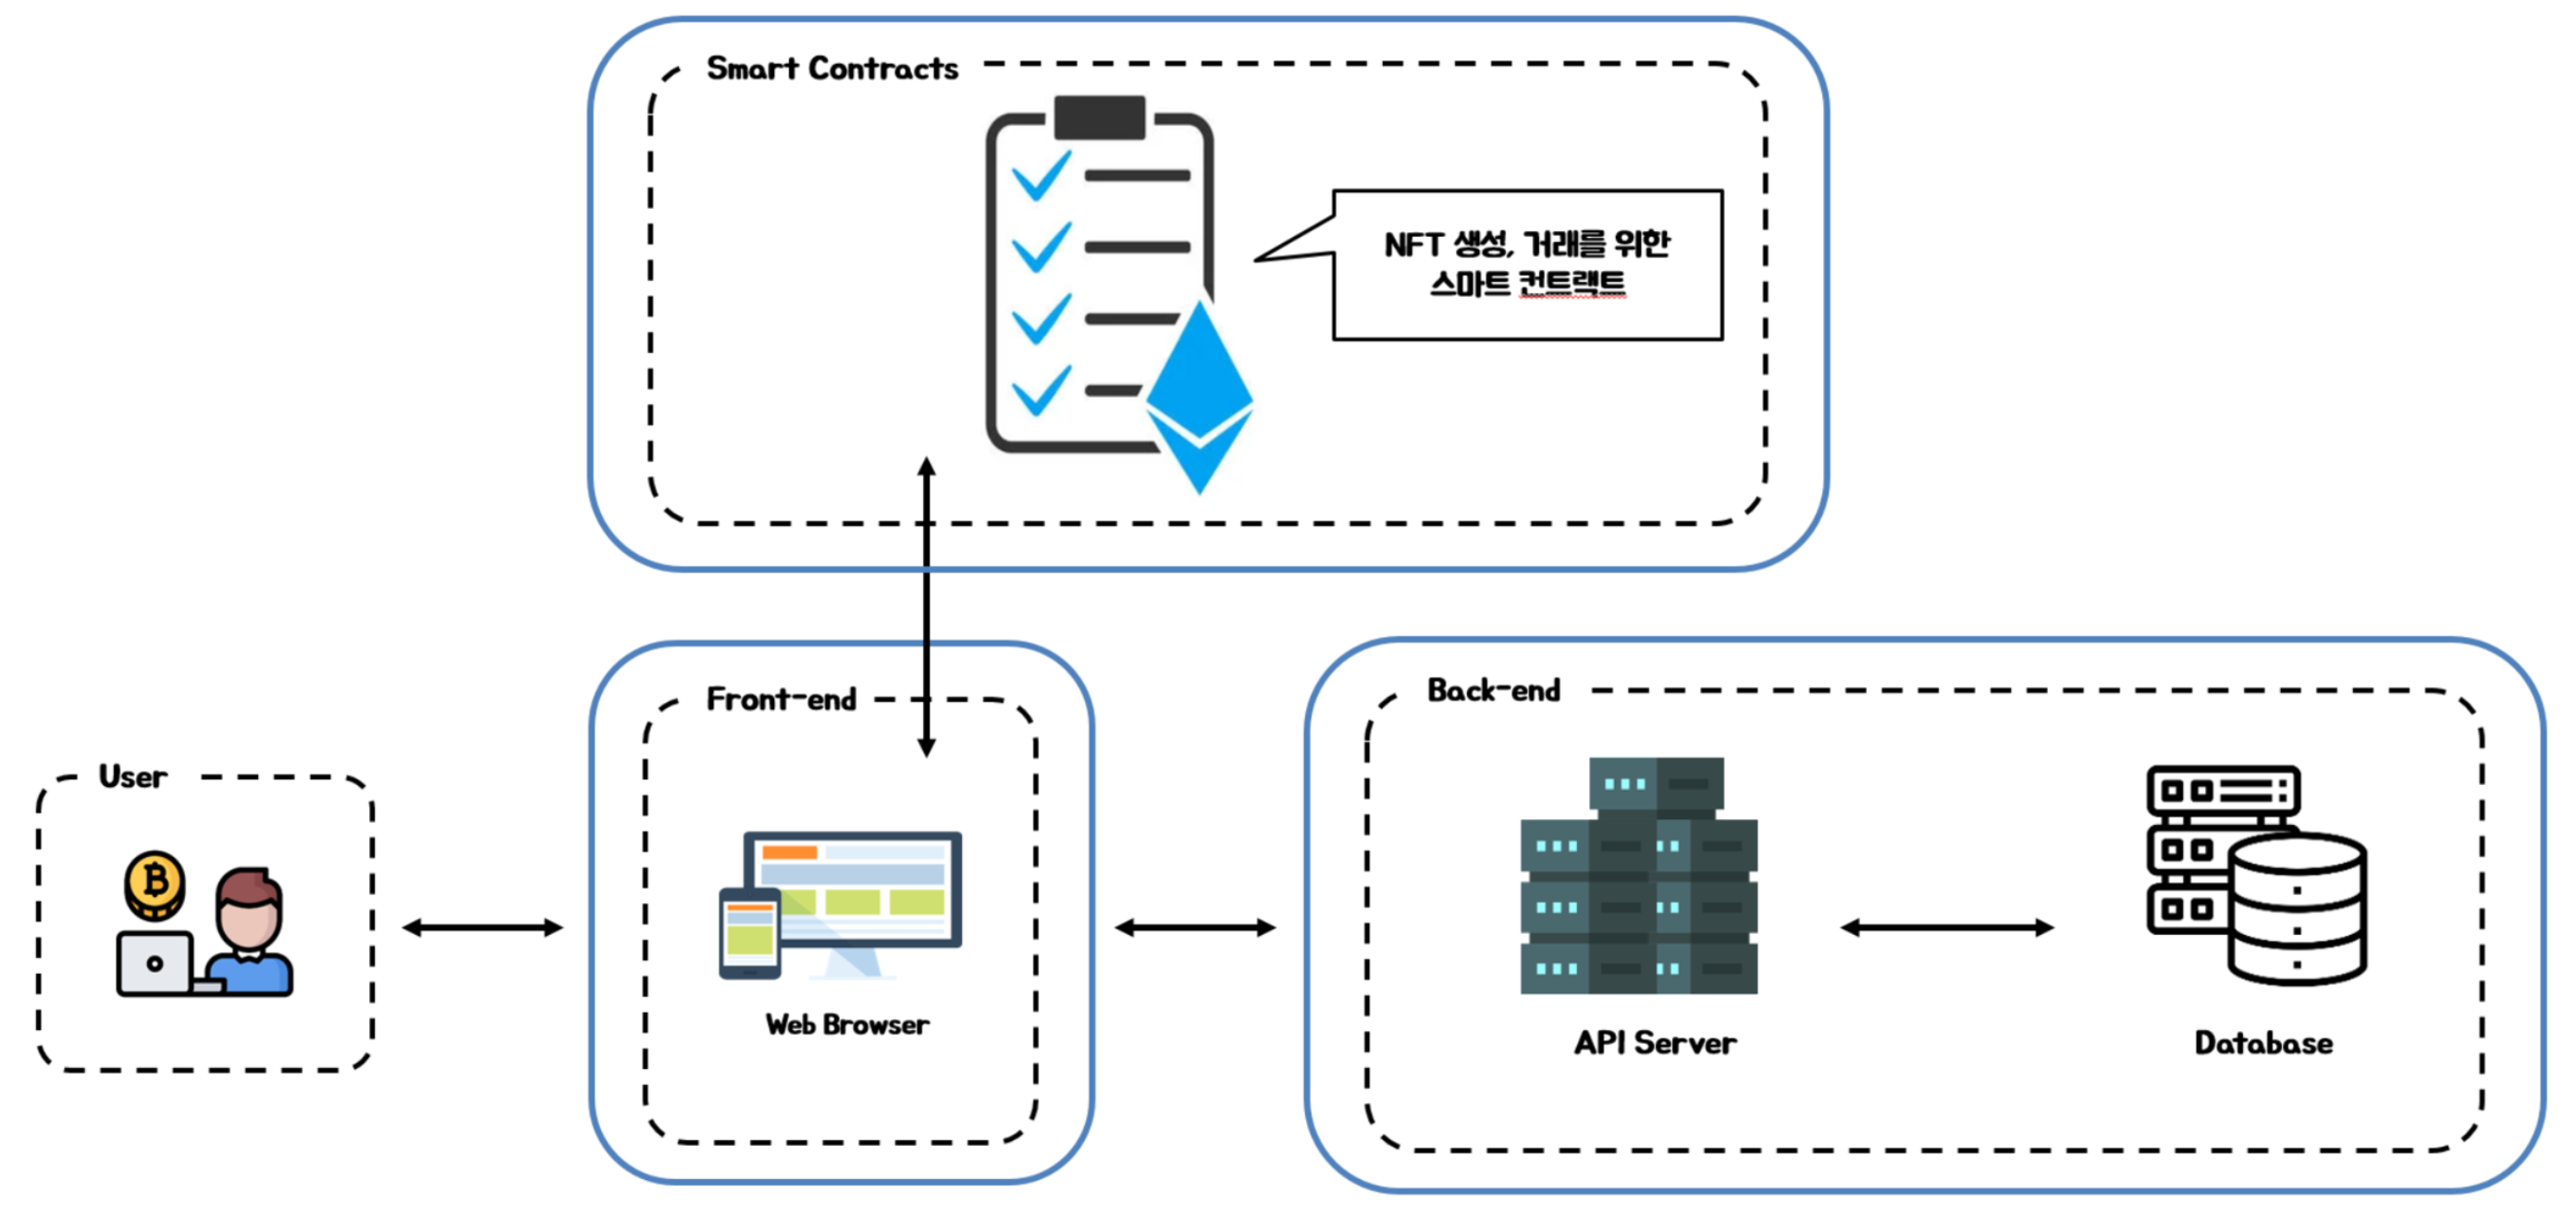 Smart Contracts
NFT 생성, 거래를 위한
스마트 컨트랙트
Front-end
Back-end
User
Web Browser
API Server
Database